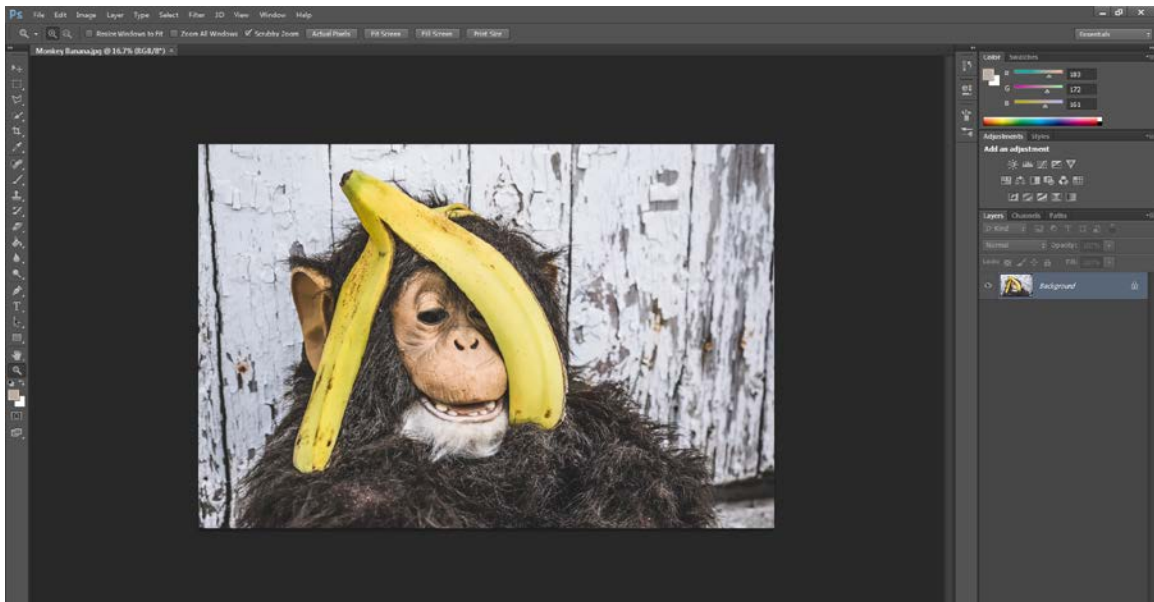 Ps File Edit Image Layer Type Select Filter 3D View Window Help
Resize Windows to Fit Zoom All Windows Scrubby Zoom Actual Pixels Fit Screen Fill Screen Print Size Essentials
Monkey Banana.jpg @ 16.7% (RGB/8*) ×
Color Swatches
R 183
G 172
B 161
Adjustments Styles
Add an adjustment
Layers Channels Paths
Kind
Normal Opacity:
Lock: Fill:
Background